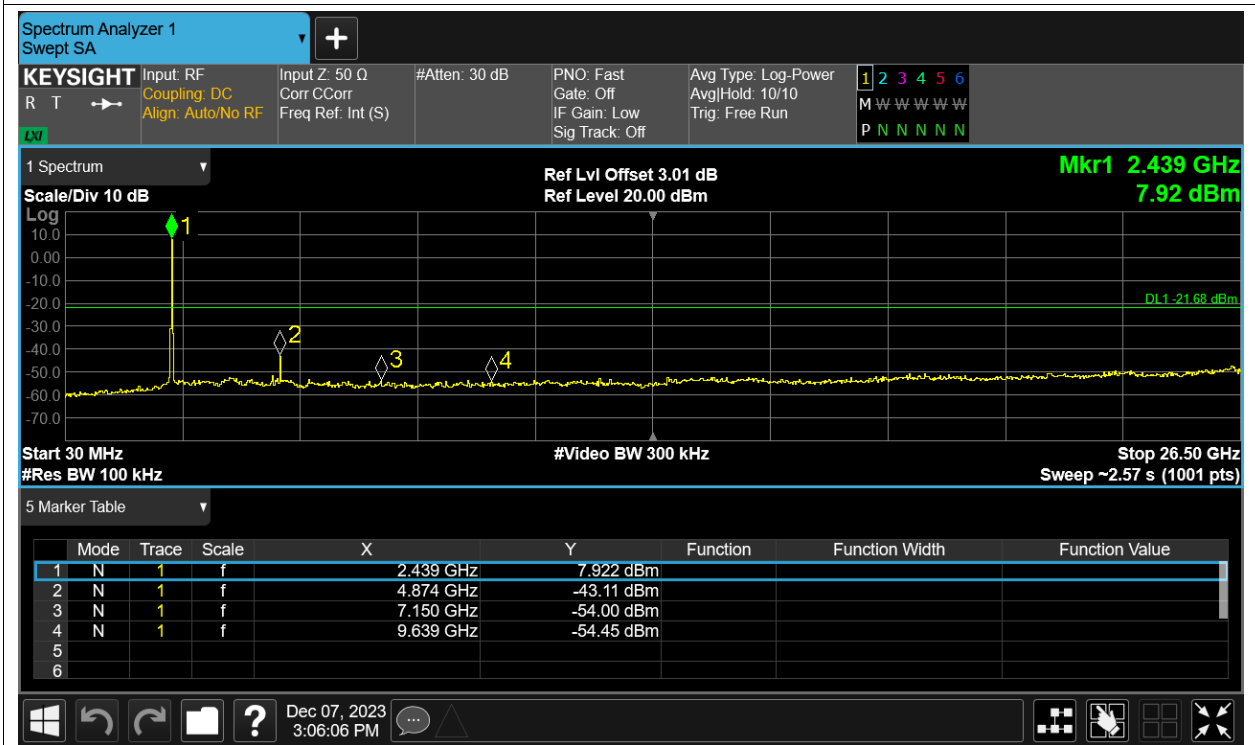 Spectrum Analyzer 1
Swept SA
+
KEYSIGHT
R T
LXI
Input: RF
Coupling: DC
Align: Auto/No RF
Input Z: 50 Ω
Corr CCorr
Freq Ref: Int (S)
#Atten: 30 dB
PNO: Fast
Gate: Off
IF Gain: Low
Sig Track: Off
Avg Type: Log-Power
Avg|Hold: 10/10
Trig: Free Run
1 2 3 4 5 6
M W W W W W
P N N N N N
1 Spectrum
Scale/Div 10 dB
Ref Lvl Offset 3.01 dB
Ref Level 20.00 dBm
Mkr1 2.439 GHz
7.92 dBm
Log
10.0
0.00
-10.0
-20.0
-30.0
-40.0
-50.0
-60.0
-70.0
1
2
3
4
DL1 -21.68 dBm
Start 30 MHz
#Video BW 300 kHz
Stop 26.50 GHz
#Res BW 100 kHz
Sweep ~2.57 s (1001 pts)
5 Marker Table
Mode Trace Scale X Y Function Function Width Function Value
1 N 1 f 2.439 GHz 7.922 dBm
2 N 1 f 4.874 GHz -43.11 dBm
3 N 1 f 7.150 GHz -54.00 dBm
4 N 1 f 9.639 GHz -54.45 dBm
5
6
?
Dec 07, 2023
3:06:06 PM